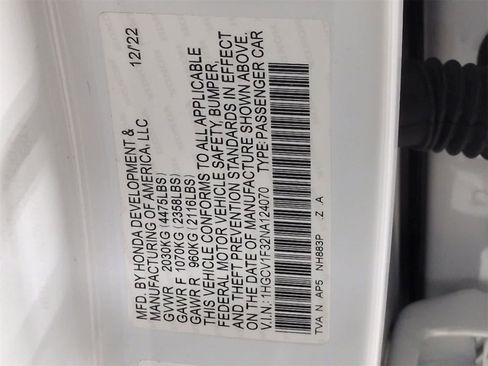 MFD. BY HONDA DEVELOPMENT & 12/22
MANUFACTURING OF AMERICA, LLC
GVWR 2030KG (4475LBS)
GAWR F 1070KG (2358LBS)
GAWR R 960KG (2116LBS)
THIS VEHICLE CONFORMS TO ALL APPLICABLE
FEDERAL MOTOR VEHICLE SAFETY, BUMPER,
AND THEFT PREVENTION STANDARDS IN EFFECT
ON THE DATE OF MANUFACTURE SHOWN ABOVE.
V.I.N.:1HGCV1F32NA124070 TYPE:PASSENGER CAR
TVA N AP5 NH883P .Z .A